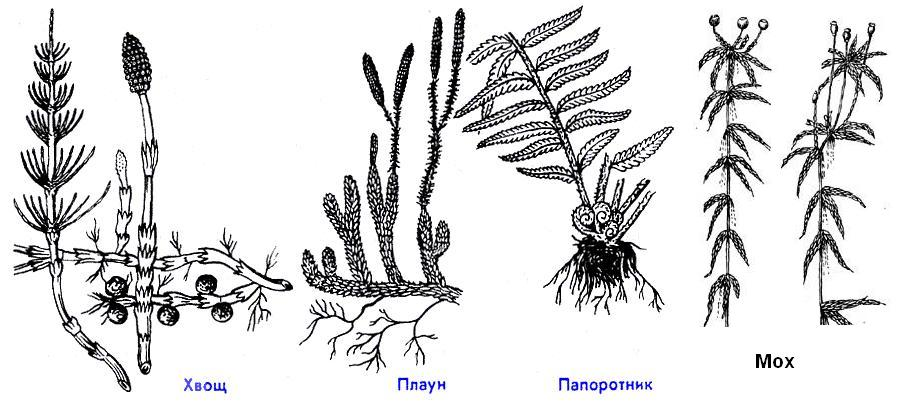 Хвощ
Плаун
Папоротник
Мох